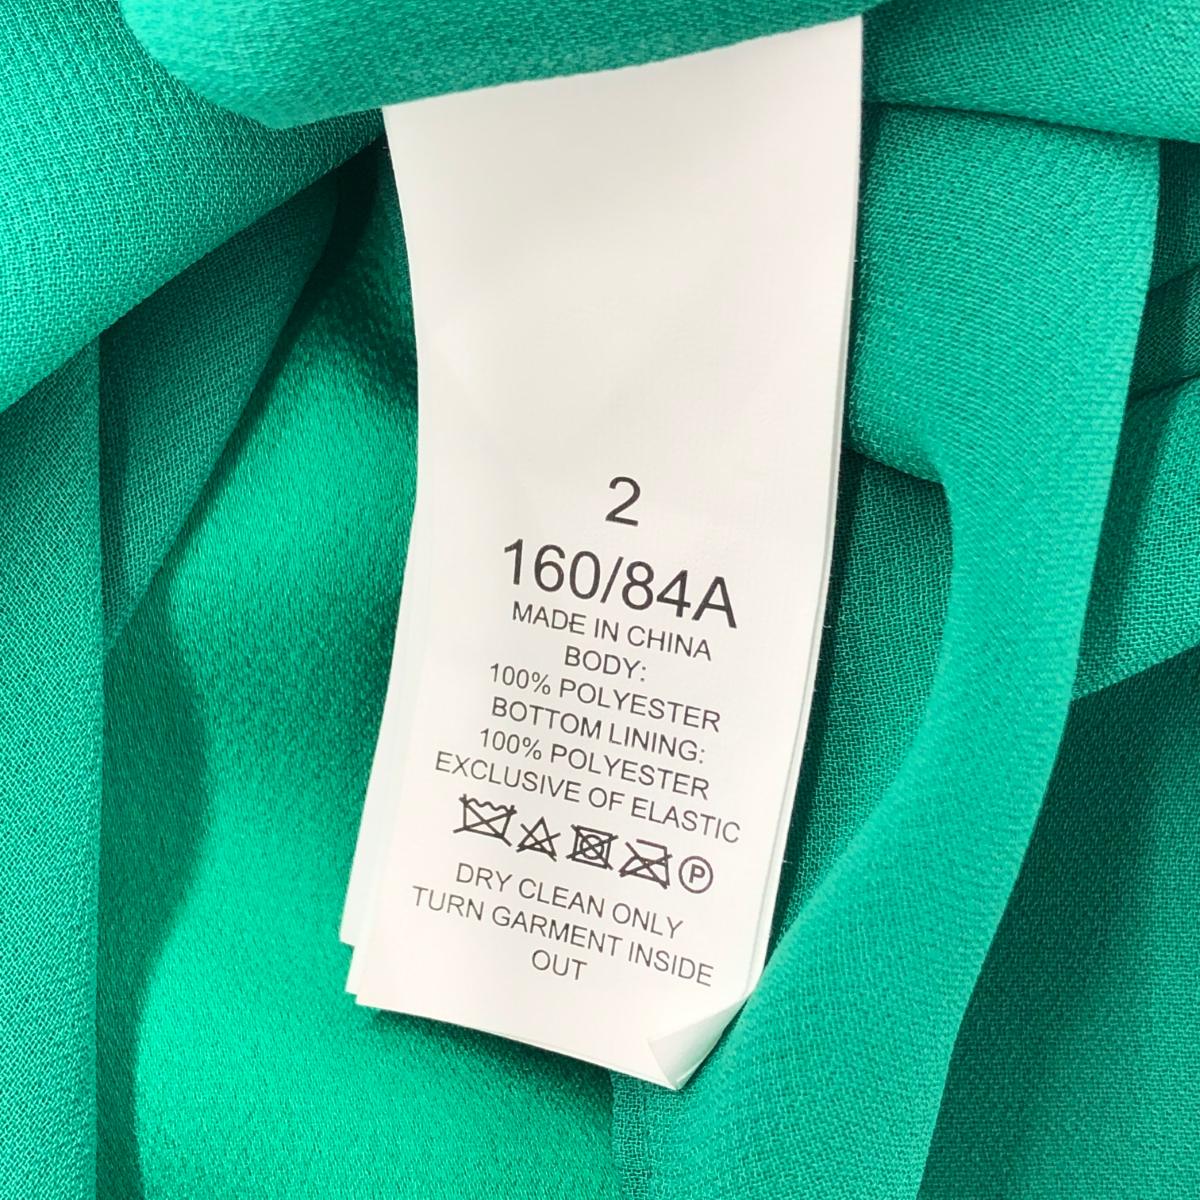 2
160/84A
MADE IN CHINA
BODY:
100% POLYESTER
BOTTOM LINING:
100% POLYESTER
EXCLUSIVE OF ELASTIC
P
DRY CLEAN ONLY
TURN GARMENT INSIDE
OUT